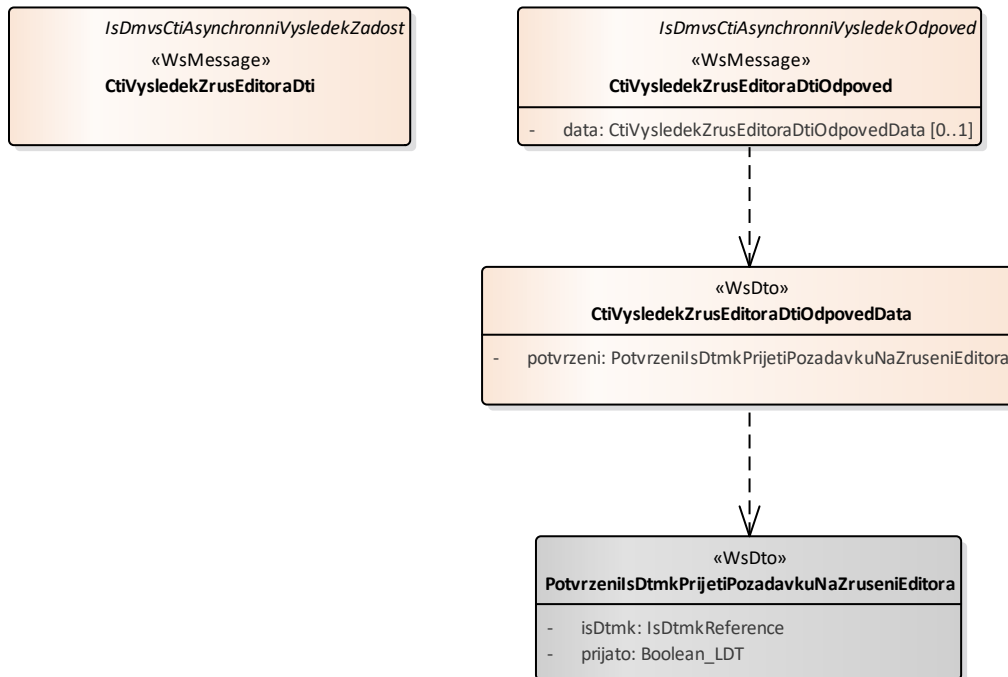 IsDmvsCtiAsynchronniVysledekZadost
«WsMessage»
CtiVysledekZrusEditoraDti
IsDmvsCtiAsynchronniVysledekOdpoved
«WsMessage»
CtiVysledekZrusEditoraDtiOdpoved
- data: CtiVysledekZrusEditoraDtiOdpovedData [0..1]
«WsDto»
CtiVysledekZrusEditoraDtiOdpovedData
- potvrzeni: PotvrzeniIsDtmkPrijetiPozadavkuNaZruseniEditora
«WsDto»
PotvrzeniIsDtmkPrijetiPozadavkuNaZruseniEditora
- isDtmk: IsDtmkReference
- prijato: Boolean_LDT